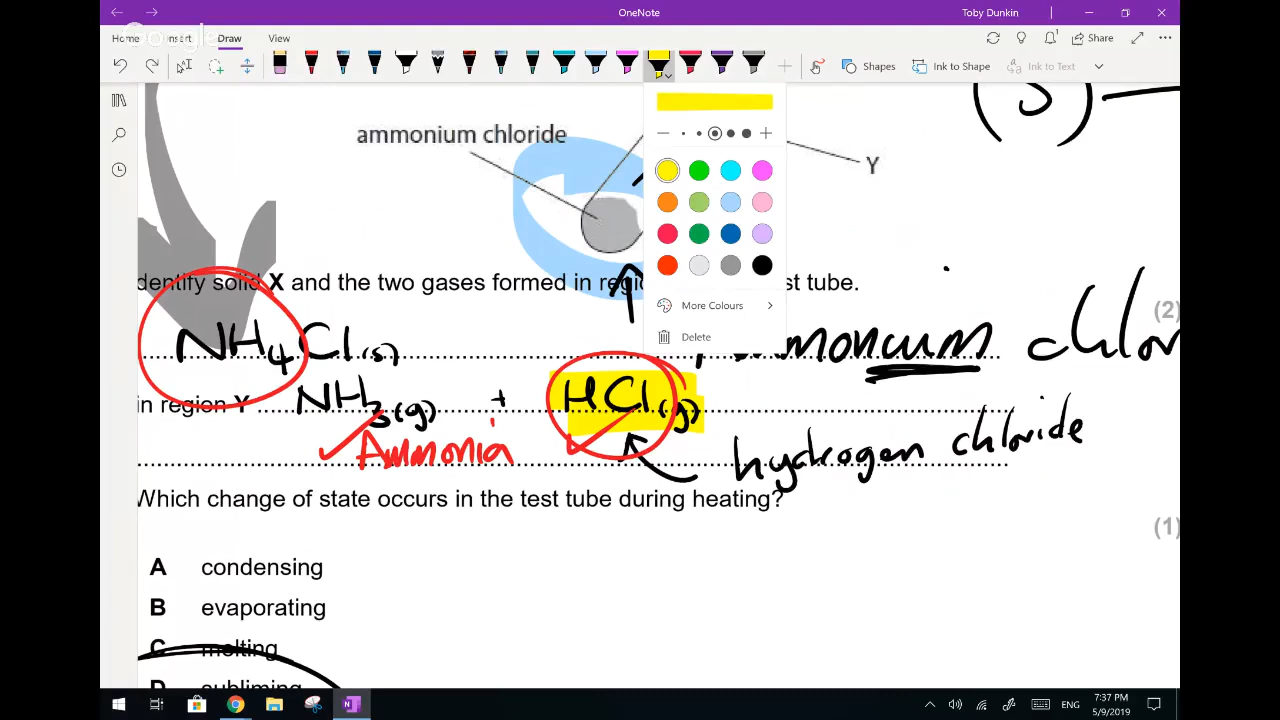 OneNote
Toby Dunkin
Home Insert Draw View
Share
Shapes Ink to Shape Ink to Text
ammonium chloride
Y
(s)
More Colours
Delete
dentify solid X and the two gases formed in regi st tube.
(2)
NH4Cl(s) chlor
in region Y NH3(g) + HCl(g)
Ammonia hydrogen chloride
Which change of state occurs in the test tube during heating?
(1)
A condensing
B evaporating
C melting
D subliming
ENG 7:37 PM
5/9/2019